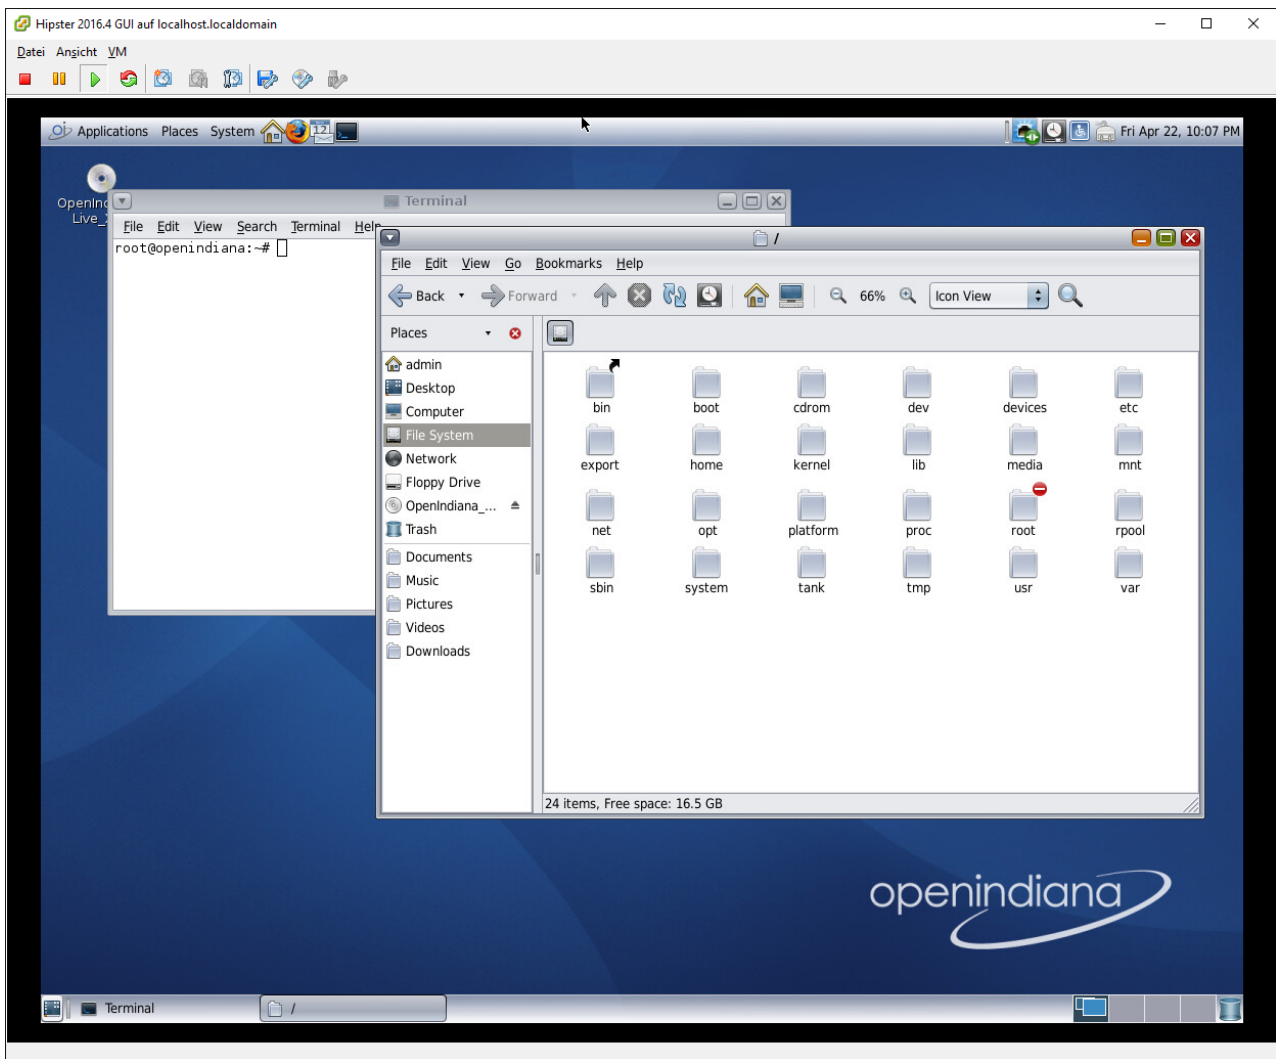 Hipster 2016.4 GUI auf localhost.localdomain
Datei Ansicht VM
Applications Places System 12 Fri Apr 22, 10:07 PM
OpenInd
Live_
Terminal
File Edit View Search Terminal Help
root@openindiana:~#
/
File Edit View Go Bookmarks Help
Back Forward 66% Icon View
Places
admin
Desktop
Computer
File System
Network
Floppy Drive
OpenIndiana_...
Trash
Documents
Music
Pictures
Videos
Downloads
bin boot cdrom dev devices etc
export home kernel lib media mnt
net opt platform proc root rpool
sbin system tank tmp usr var
24 items, Free space: 16.5 GB
openindiana
Terminal /